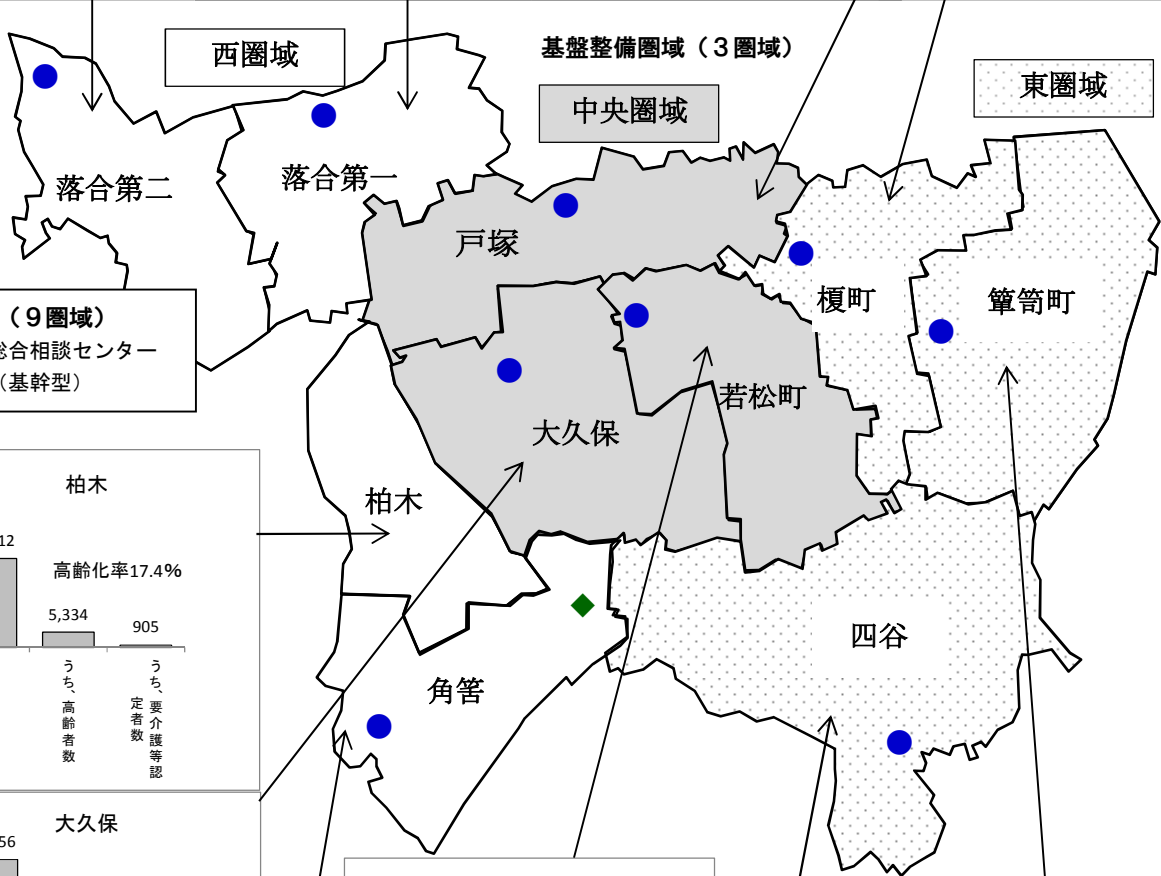 西圏域
基盤整備圏域（３圏域）
中央圏域
東圏域
落合第二
落合第一
戸塚
榎町
簞笥町
（９圏域）
総合相談センター
（基幹型）
若松町
大久保
柏木
柏木
12
高齢化率17.4%
5,334
905
うち、高齢者数
うち、要介護等認
定者数
四谷
角筈
大久保
56